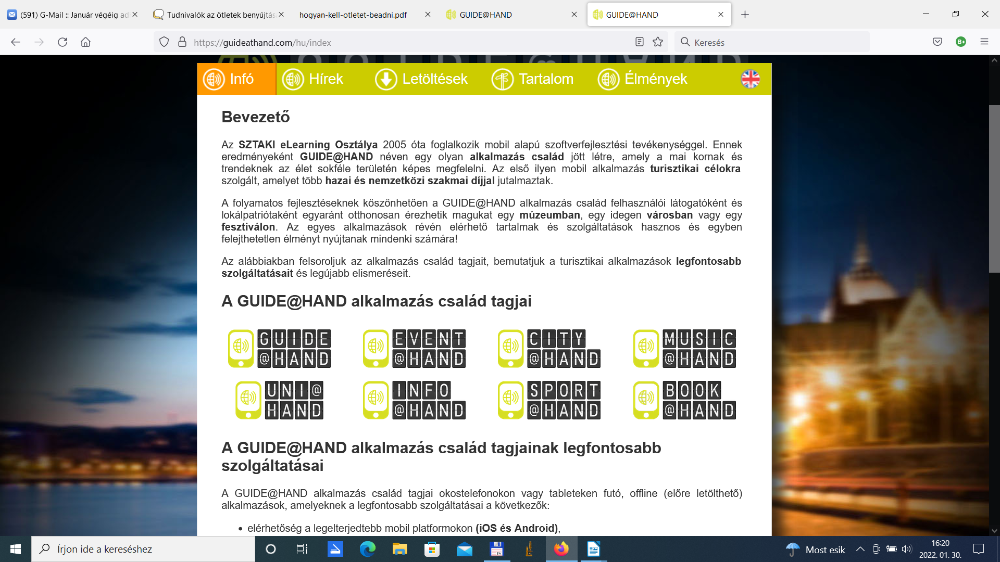 (591) G-Mail :: Január végéig ad
Tudnivalók az ötletek benyújtás
hogyan-kell-otletet-beadni.pdf
GUIDE@HAND
GUIDE@HAND
https://guideathand.com/hu/index
Keresés
Infó
Hírek
Letöltések
Tartalom
Élmények
Bevezető
Az SZTAKI eLearning Osztálya 2005 óta foglalkozik mobil alapú szoftverfejlesztési tevékenységgel. Ennek
eredményeként GUIDE@HAND néven egy olyan alkalmazás család jött létre, amely a mai kornak és
trendeknek az élet sokféle területén képes megfelelni. Az első ilyen mobil alkalmazás turisztikai célokra
szolgált, amelyet több hazai és nemzetközi szakmai díjjal jutalmaztak.
A folyamatos fejlesztéseknek köszönhetően a GUIDE@HAND alkalmazás család felhasználói látogatóként és
lokálpatriótaként egyaránt otthonosan érezhetik magukat egy múzeumban, egy idegen városban vagy egy
fesztiválon. Az egyes alkalmazások révén elérhető tartalmak és szolgáltatások hasznos és egyben
felejthetetlen élményt nyújtanak mindenki számára!
Az alábbiakban felsoroljuk az alkalmazás család tagjait, bemutatjuk a turisztikai alkalmazások legfontosabb
szolgáltatásait és legújabb elismeréseit.
A GUIDE@HAND alkalmazás család tagjai
GUIDE
@HAND
EVENT
@HAND
CITY
@HAND
MUSIC
@HAND
UNI@
HAND
INFO
@HAND
SPORT
@HAND
BOOK
@HAND
A GUIDE@HAND alkalmazás család tagjainak legfontosabb
szolgáltatásai
A GUIDE@HAND alkalmazás család tagjai okostelefonokon vagy tableteken futó, offline (előre letölthető)
alkalmazások, amelyeknek a legfontosabb szolgáltatásai a következők:
• elérhetőség a legelterjedtebb mobil platformokon (iOS és Android),
Írjon ide a kereséshez
Most esik
16:20
2022. 01. 30.